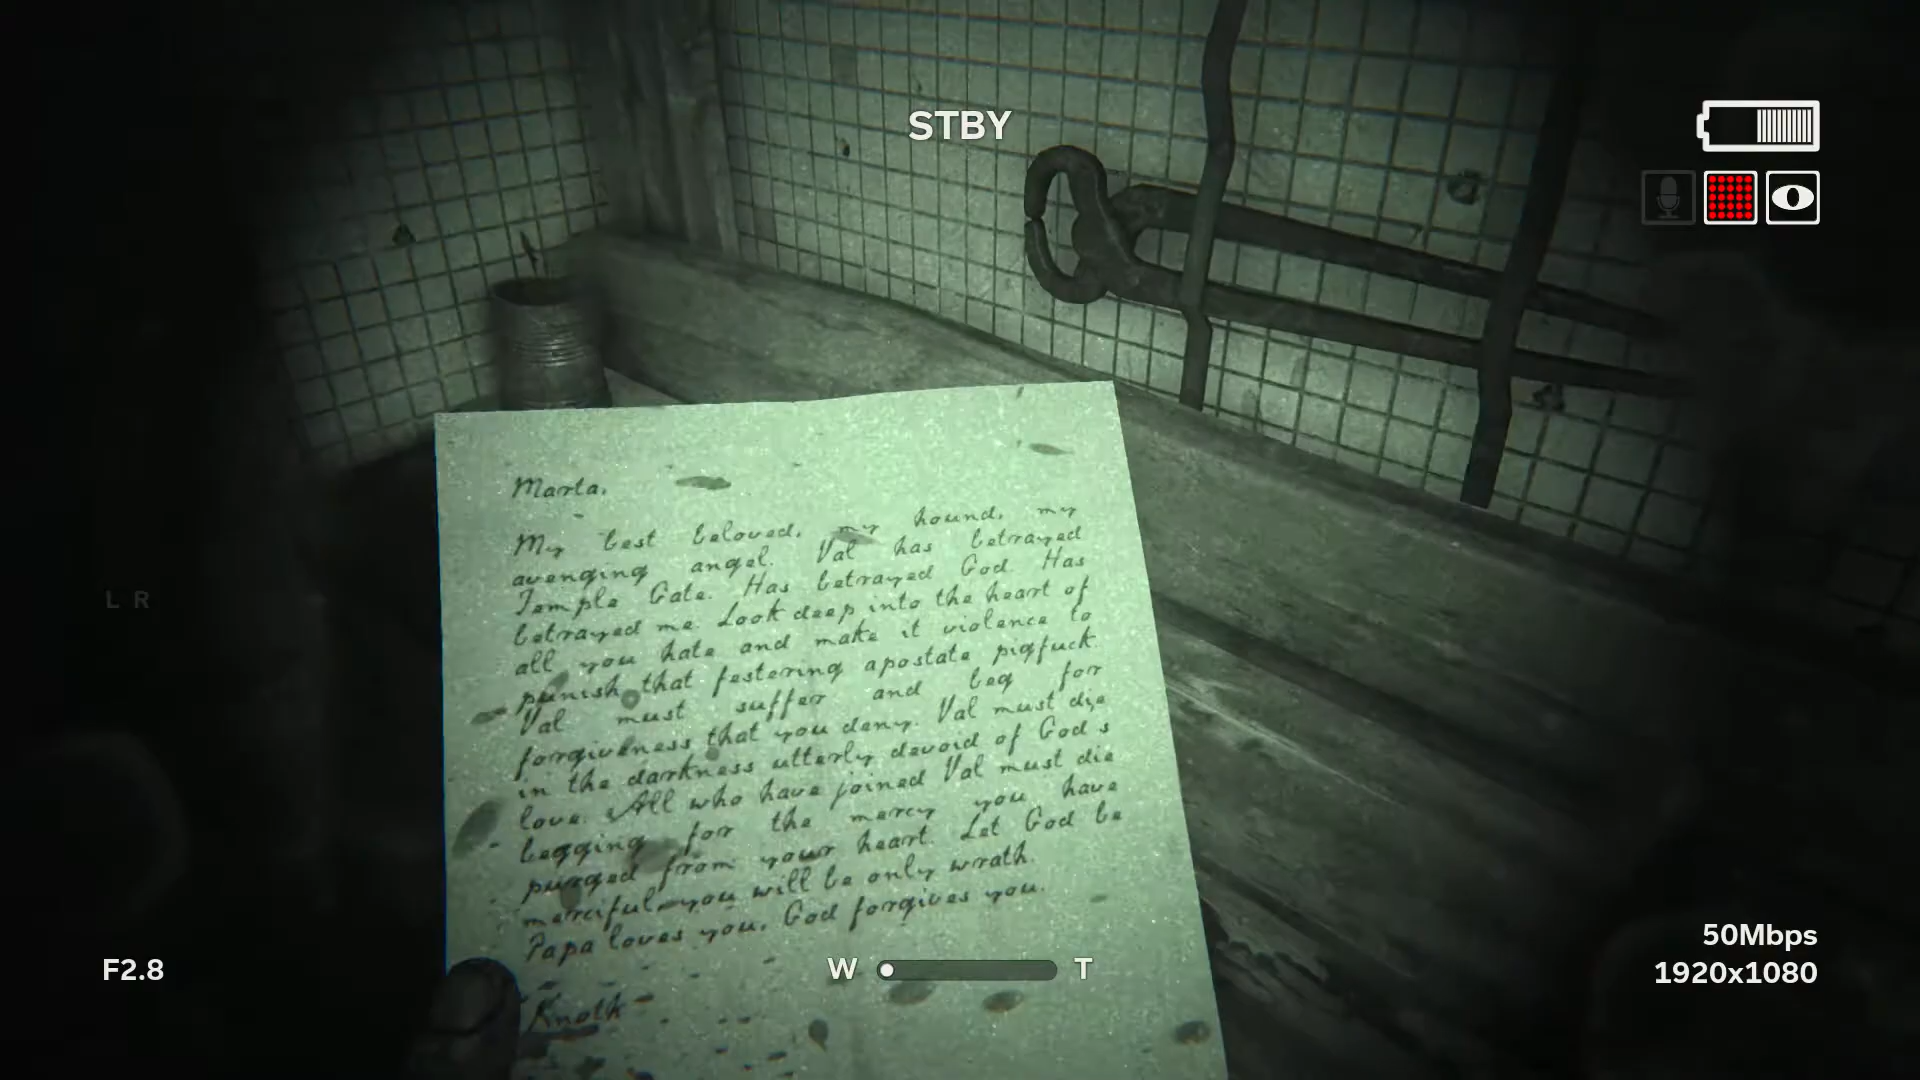 STBY
Marta,
My best beloved, my hound, my
avenging angel. Val has betrayed
Temple Gate. Has betrayed God. Has
betrayed me. Look deep into the heart of
all you hate and make it violence to
punish that festering apostate pigfuck.
Val must suffer and beg for
forgiveness that you deny. Val must die
in the darkness utterly devoid of God s
love. All who have joined Val must die
begging for the mercy you have
purged from your heart. Let God be
merciful, you will be only wrath.
Papa loves you. God forgives you.
Knoth
L R
F2.8
W T
50Mbps
1920x1080